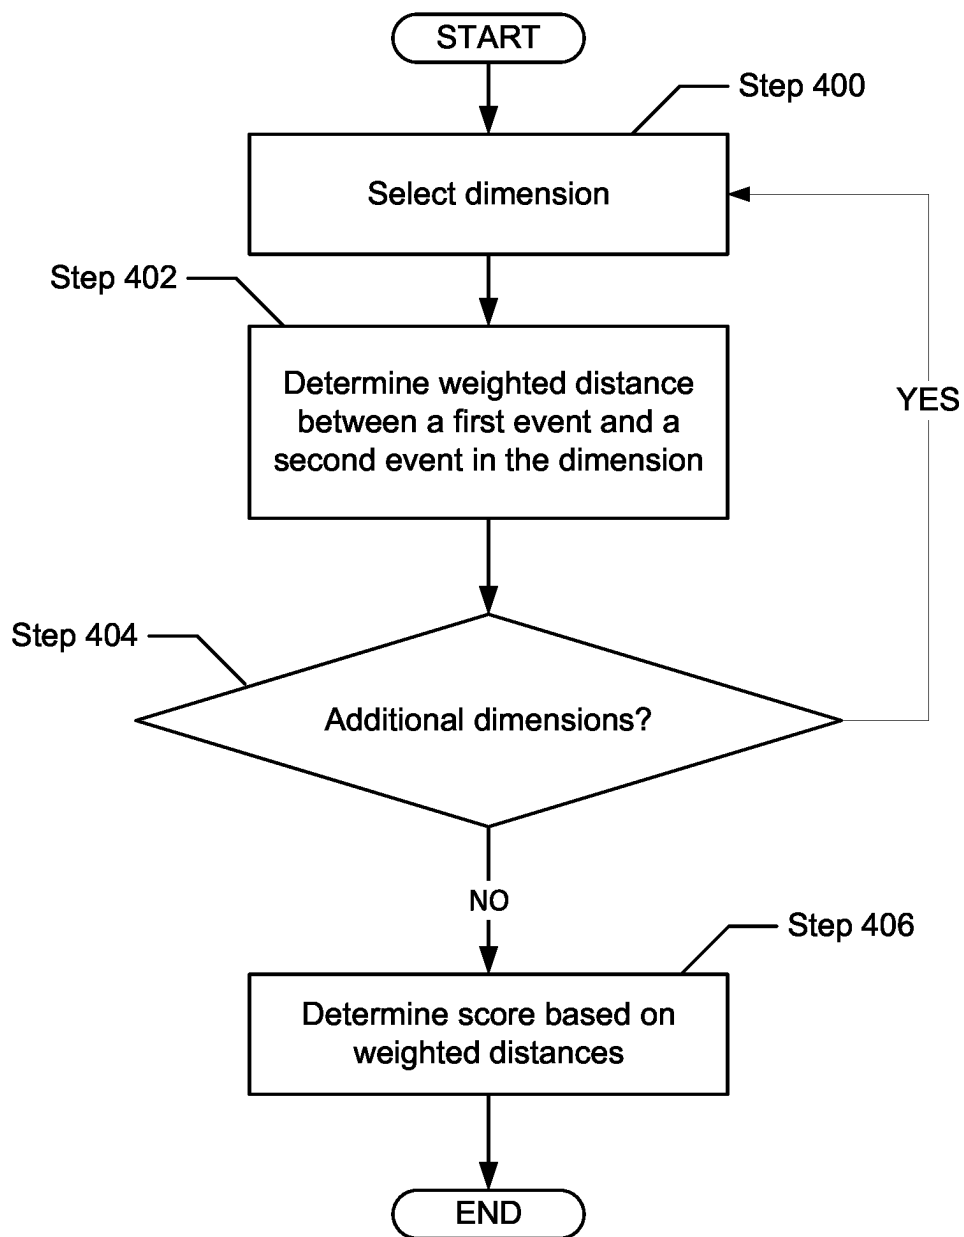 START
Step 400
Select dimension
Step 402
Determine weighted distance
between a first event and a
second event in the dimension
YES
Step 404
Additional dimensions?
NO
Step 406
Determine score based on
weighted distances
END